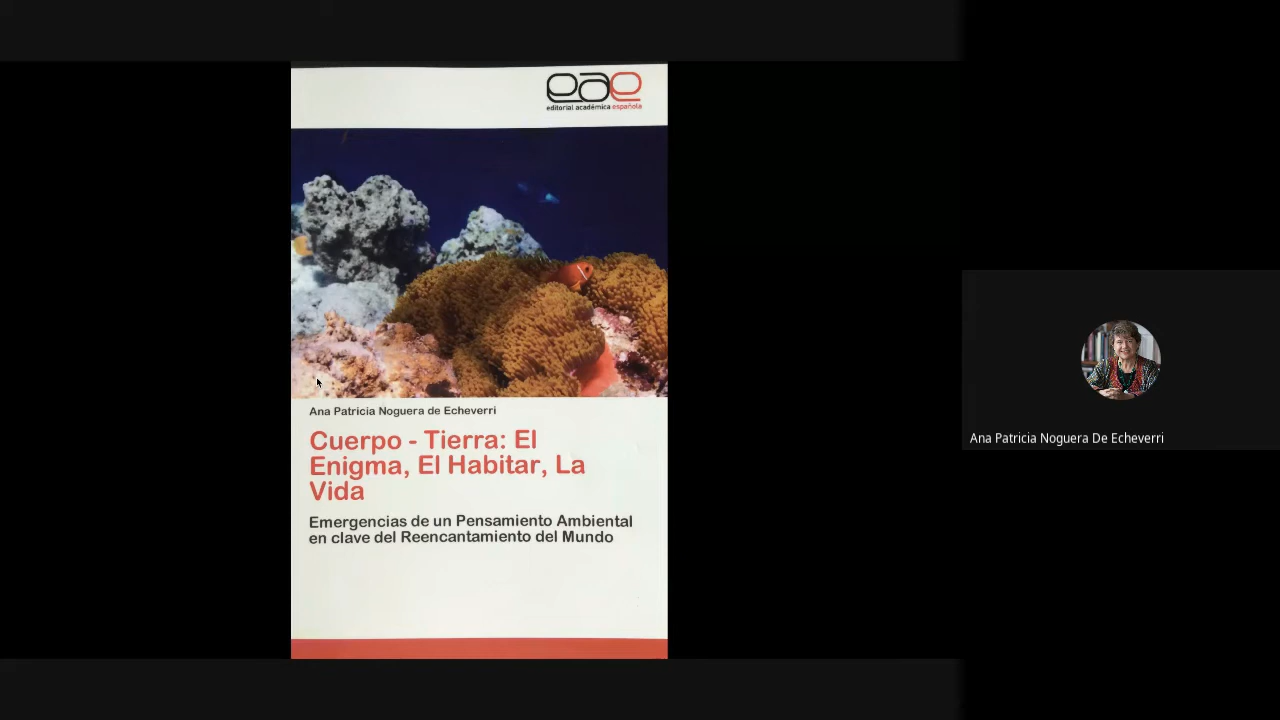 eae
editorial académica española
Ana Patricia Noguera de Echeverri
Cuerpo - Tierra: El
Enigma, El Habitar, La
Vida
Emergencias de un Pensamiento Ambiental
en clave del Reencantamiento del Mundo
Ana Patricia Noguera De Echeverri